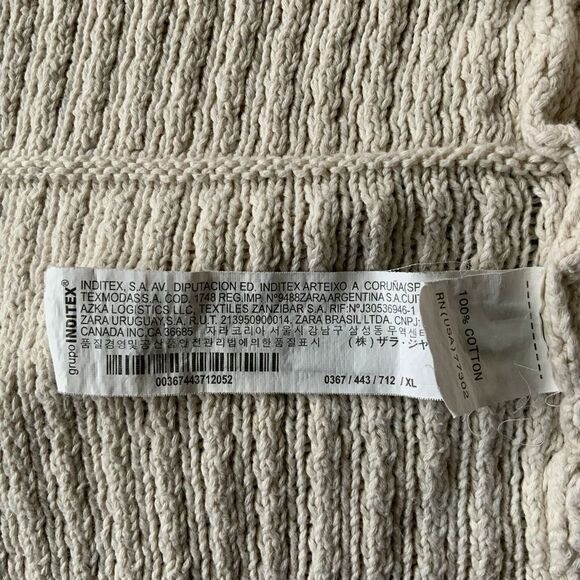 grupo INDITEX®
INDITEX, S.A. AV. DIPUTACION ED. INDITEX ARTEIXO A CORUÑA(SP
TEXMODAS S.A. COD. 1748 REG.IMP. Nº9488ZARA ARGENTINA S.A.CUIT
AZKA LOGISTICS LLC, TEXTILES ZANZIBAR S.A. RIF:NºJ30536946-1
ZARA URUGUAY,S.A. R.U.T. 213950900014, ZARA BRASIL,LTDA. CNPJ:
CANADA INC.CA 36685 자라 코리아 서울시 강남구 삼성동 무역센터
품질경영및공산품안전관리법에의한품질표시 (株) ザラ・ジャ
00367443712052
0367 / 443 / 712 / XL
100% COTTON
RN(USA)77302